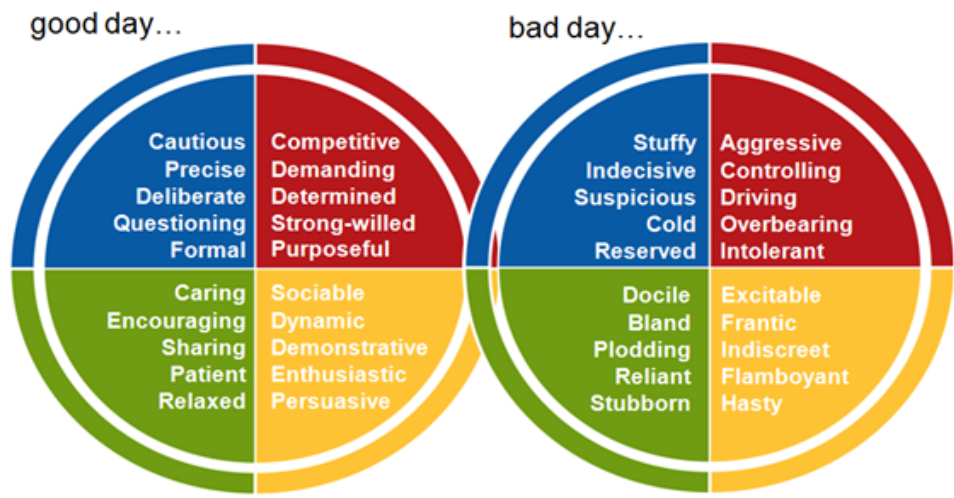 good day…
Cautious
Precise
Deliberate
Questioning
Formal
Competitive
Demanding
Determined
Strong-willed
Purposeful
Caring
Encouraging
Sharing
Patient
Relaxed
Sociable
Dynamic
Demonstrative
Enthusiastic
Persuasive
bad day…
Stuffy
Indecisive
Suspicious
Cold
Reserved
Aggressive
Controlling
Driving
Overbearing
Intolerant
Docile
Bland
Plodding
Reliant
Stubborn
Excitable
Frantic
Indiscreet
Flamboyant
Hasty